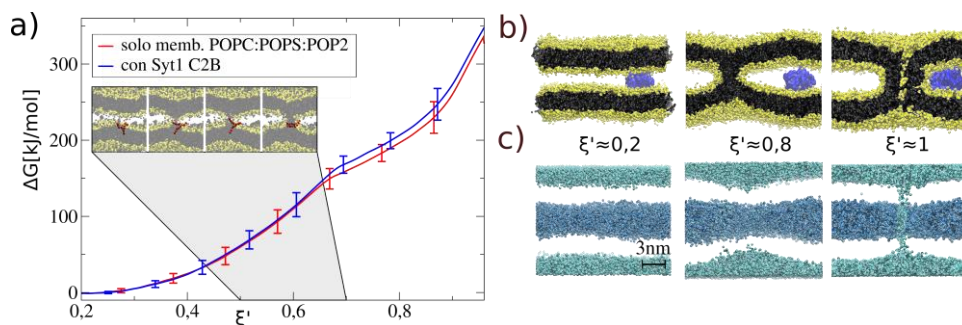 a)
solo memb. POPC:POPS:POP2
con Syt1 C2B
ΔG[kJ/mol]
300
200
100
0
0,2
0,4
0,6
0,8
ξ'
b)
ξ'≈0,2
ξ'≈0,8
ξ'≈1
c)
3nm